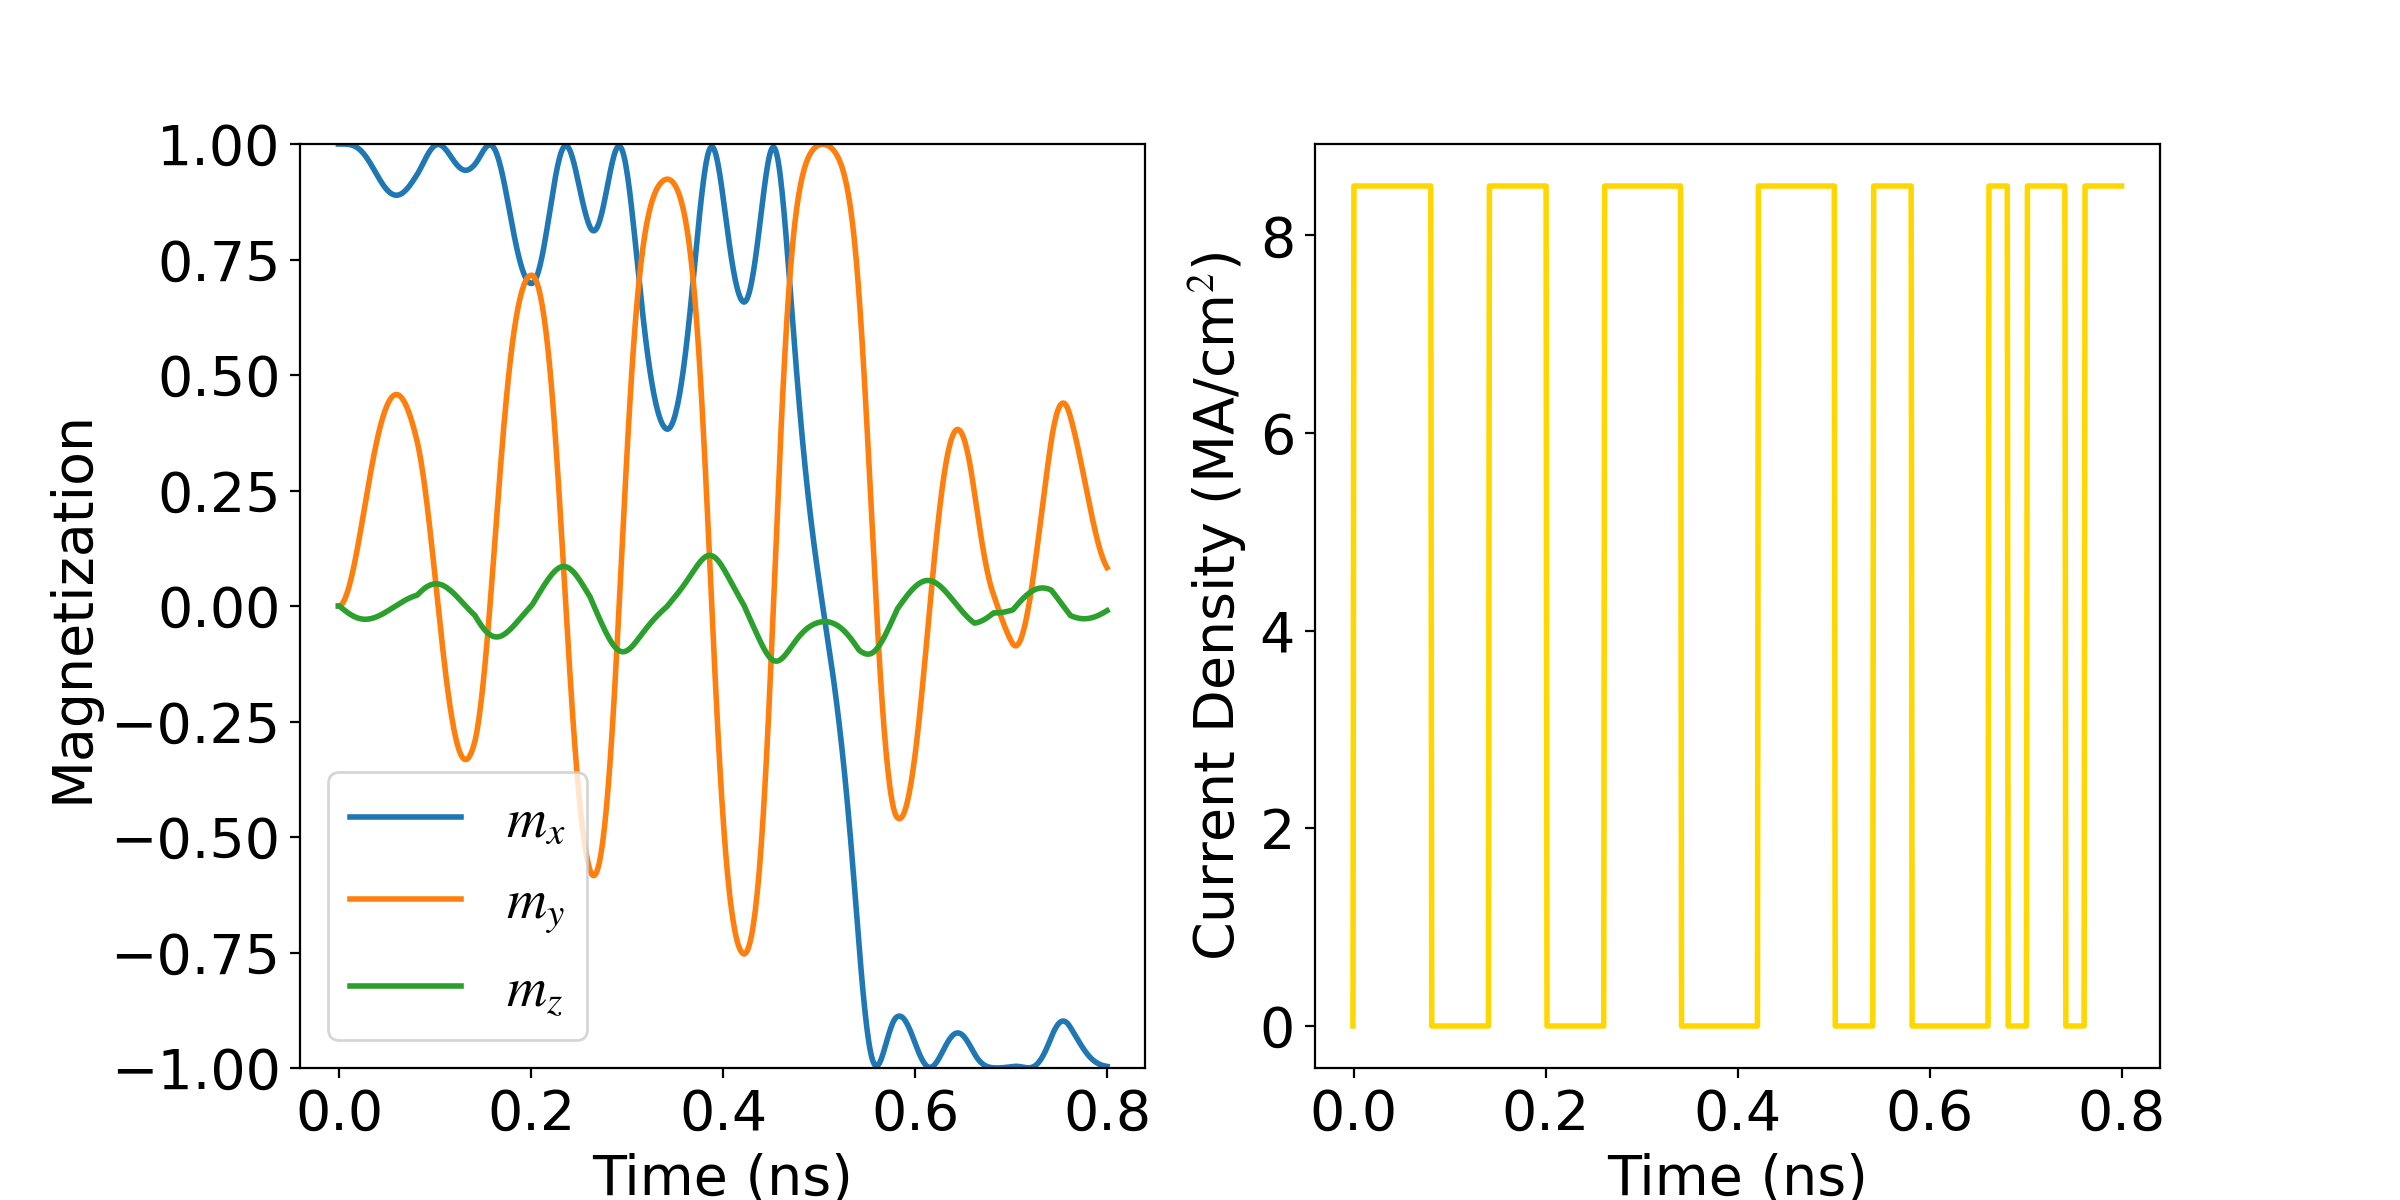 Magnetization
1.00
0.75
0.50
0.25
0.00
−0.25
−0.50
−0.75
−1.00
m_x
m_y
m_z
0.0 0.2 0.4 0.6 0.8
Time (ns)
Current Density (MA/cm²)
8
6
4
2
0
0.0 0.2 0.4 0.6 0.8
Time (ns)